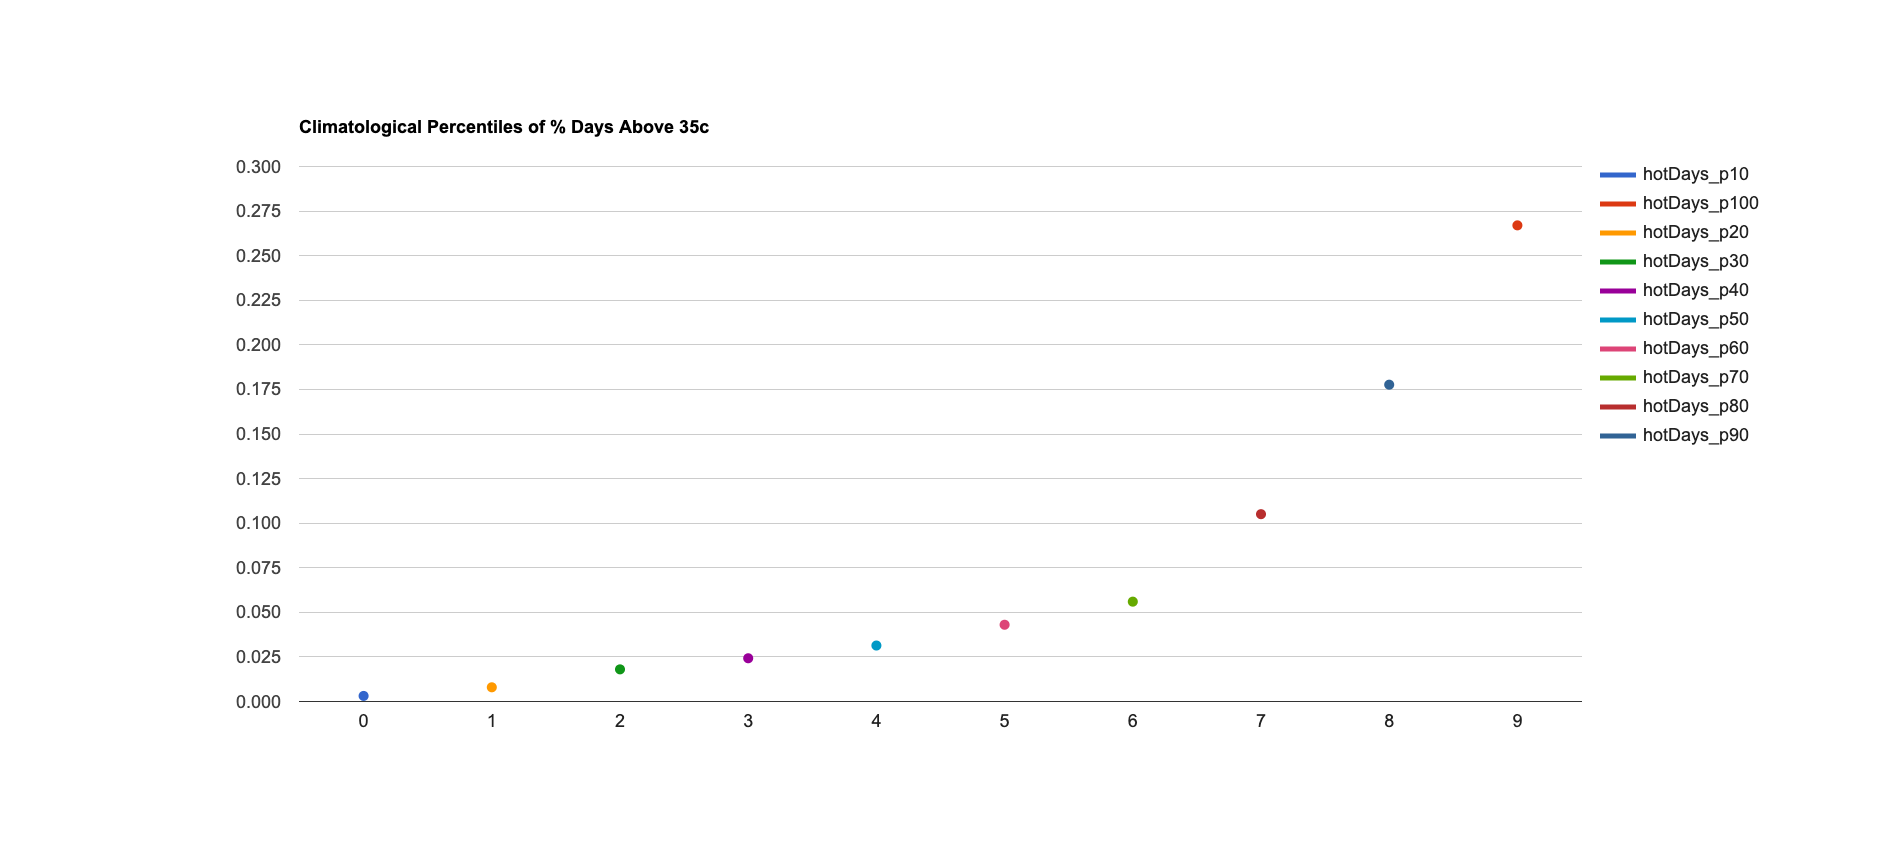 Climatological Percentiles of % Days Above 35c
0.300
0.275
0.250
0.225
0.200
0.175
0.150
0.125
0.100
0.075
0.050
0.025
0.000
0 1 2 3 4 5 6 7 8 9
hotDays_p10
hotDays_p100
hotDays_p20
hotDays_p30
hotDays_p40
hotDays_p50
hotDays_p60
hotDays_p70
hotDays_p80
hotDays_p90